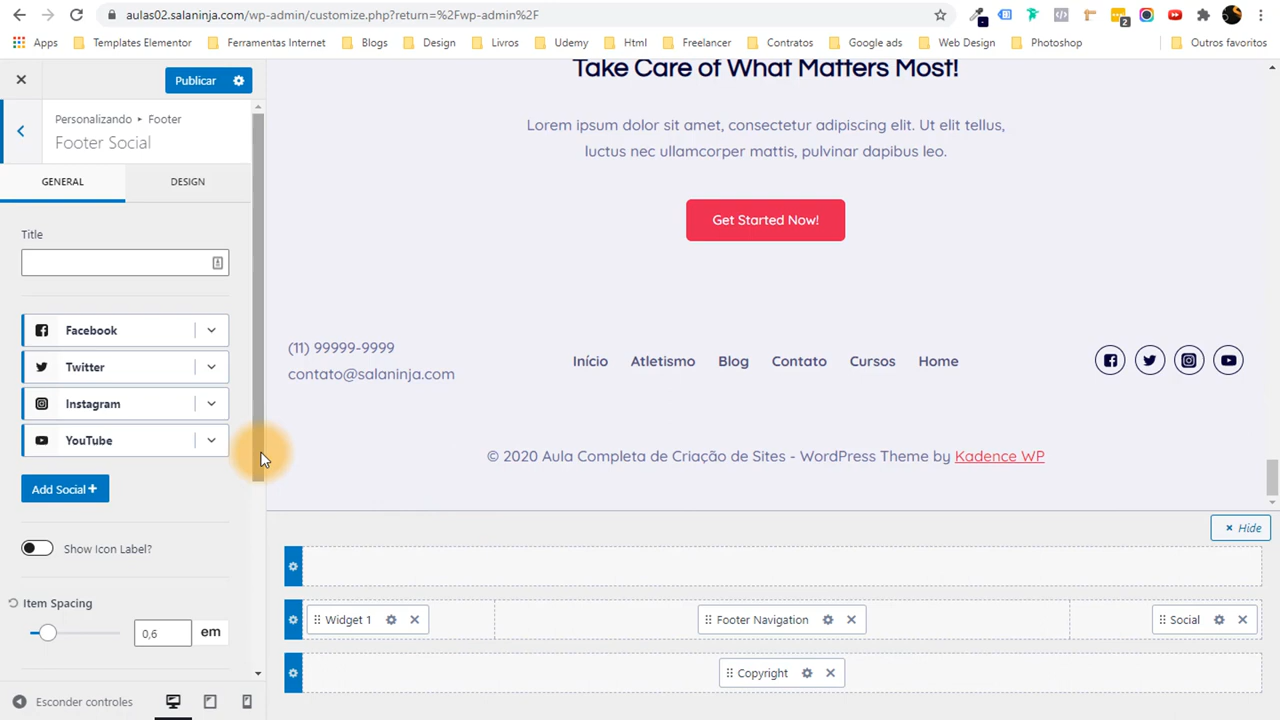 aulas02.salaninja.com/wp-admin/customize.php?return=%2Fwp-admin%2F
2
Apps Templates Elementor Ferramentas Internet Blogs Design Livros Udemy Html Freelancer Contratos Google ads Web Design Photoshop Outros favoritos
Publicar
Personalizando ▸ Footer
Footer Social
GENERAL DESIGN
Title
Facebook
Twitter
Instagram
YouTube
Add Social +
Show Icon Label?
Item Spacing
0,6 em
Esconder controles
Take Care of What Matters Most!
Lorem ipsum dolor sit amet, consectetur adipiscing elit. Ut elit tellus,
luctus nec ullamcorper mattis, pulvinar dapibus leo.
Get Started Now!
(11) 99999-9999
contato@salaninja.com
Início Atletismo Blog Contato Cursos Home
© 2020 Aula Completa de Criação de Sites - WordPress Theme by Kadence WP
× Hide
Widget 1 Footer Navigation Social
Copyright